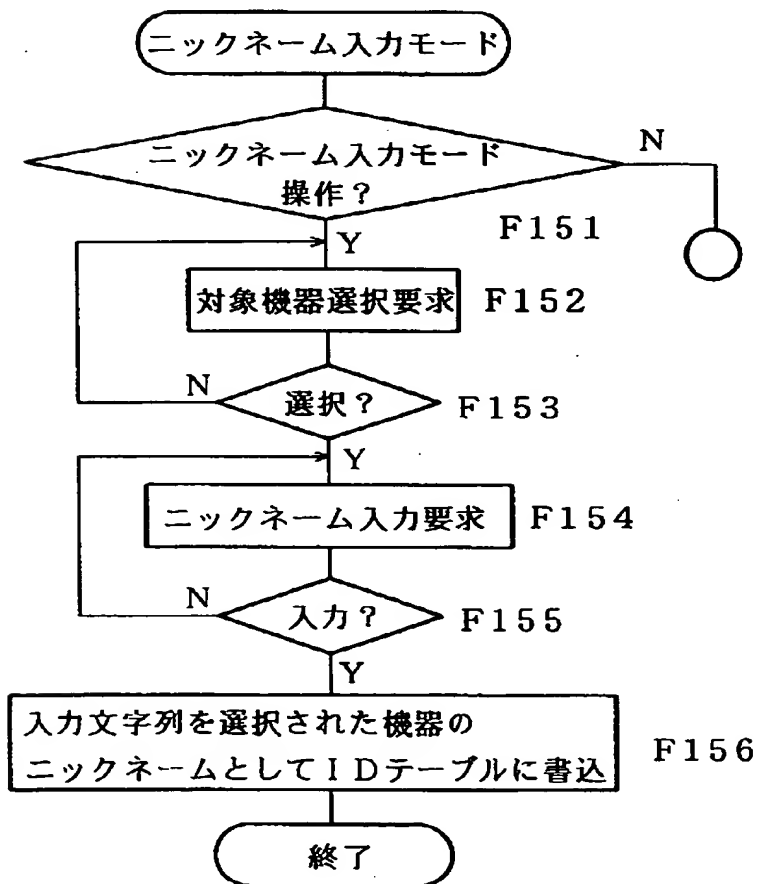 ニックネーム入力モード
ニックネーム入力モード
操作？
N
F151
Y
対象機器選択要求
F152
N
選択？
F153
Y
ニックネーム入力要求
F154
N
入力？
F155
Y
入力文字列を選択された機器の
ニックネームとしてIDテーブルに書込
F156
終了